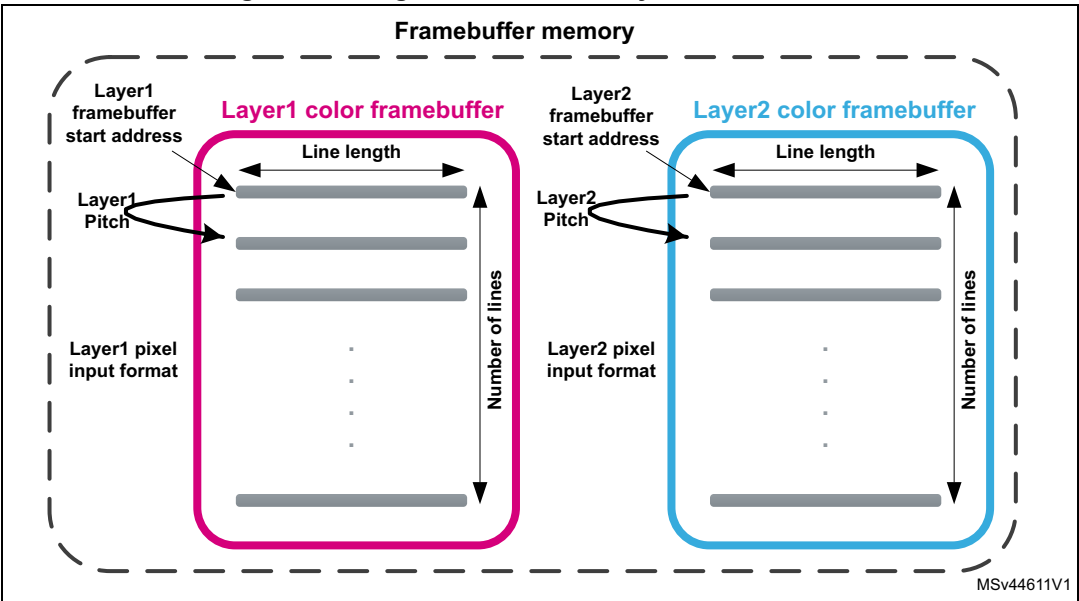 Framebuffer memory
Layer1
framebuffer
start address
Layer1 color framebuffer
Line length
Layer1
Pitch
Number of lines
Layer1 pixel
input format
Layer2
framebuffer
start address
Layer2 color framebuffer
Line length
Layer2
Pitch
Number of lines
Layer2 pixel
input format
MSv44611V1